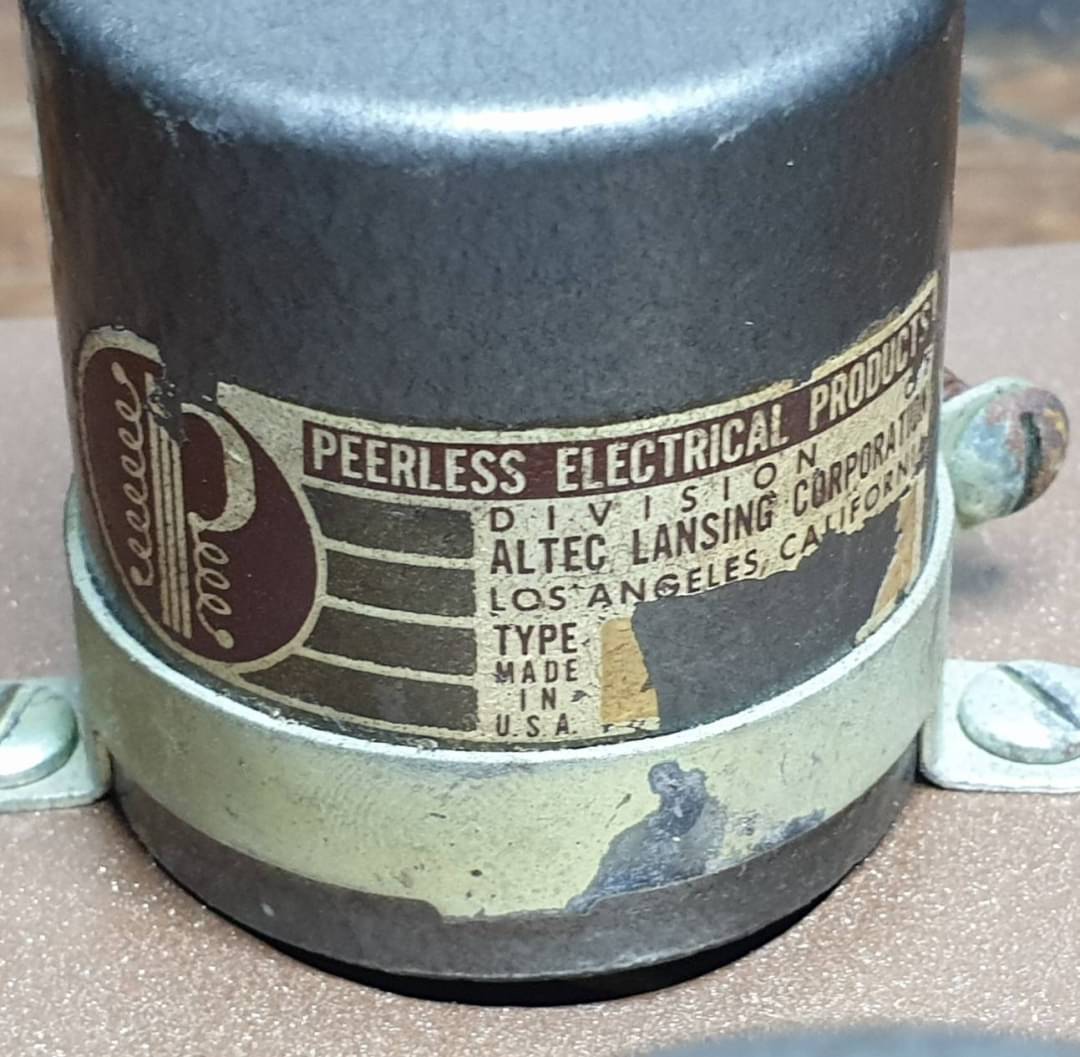 PEERLESS ELECTRICAL PRODUCTS
DIVISION
ALTEC LANSING CORPORATION
LOS ANGELES, CALIFORNIA
TYPE
MADE
IN
U.S.A.